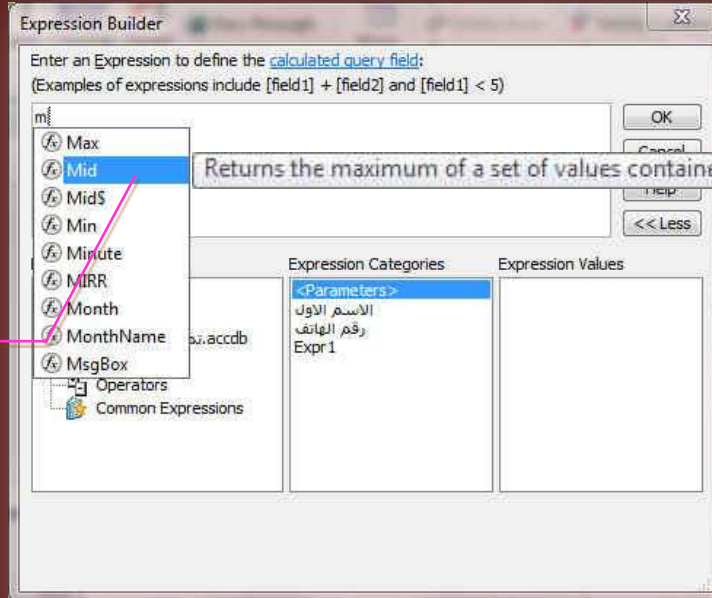 Expression Builder
Enter an Expression to define the calculated query field:
(Examples of expressions include [field1] + [field2] and [field1] < 5)
m
OK
Max
Mid
Returns the maximum of a set of values containe
Cancel
Mid$
Help
Min
<< Less
Minute
Expression Categories
Expression Values
MIRR
<Parameters>
Month
الاسم الاول
MonthName
.accdb
رقم الهاتف
Expr1
MsgBox
Operators
Common Expressions